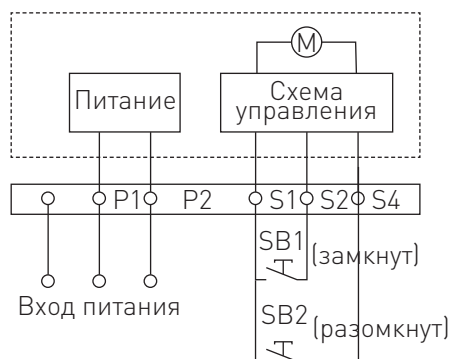 M
Питание
Схема
управления
P1 P2 S1 S2 S4
SB1 (замкнут)
Вход питания
SB2 (разомкнут)